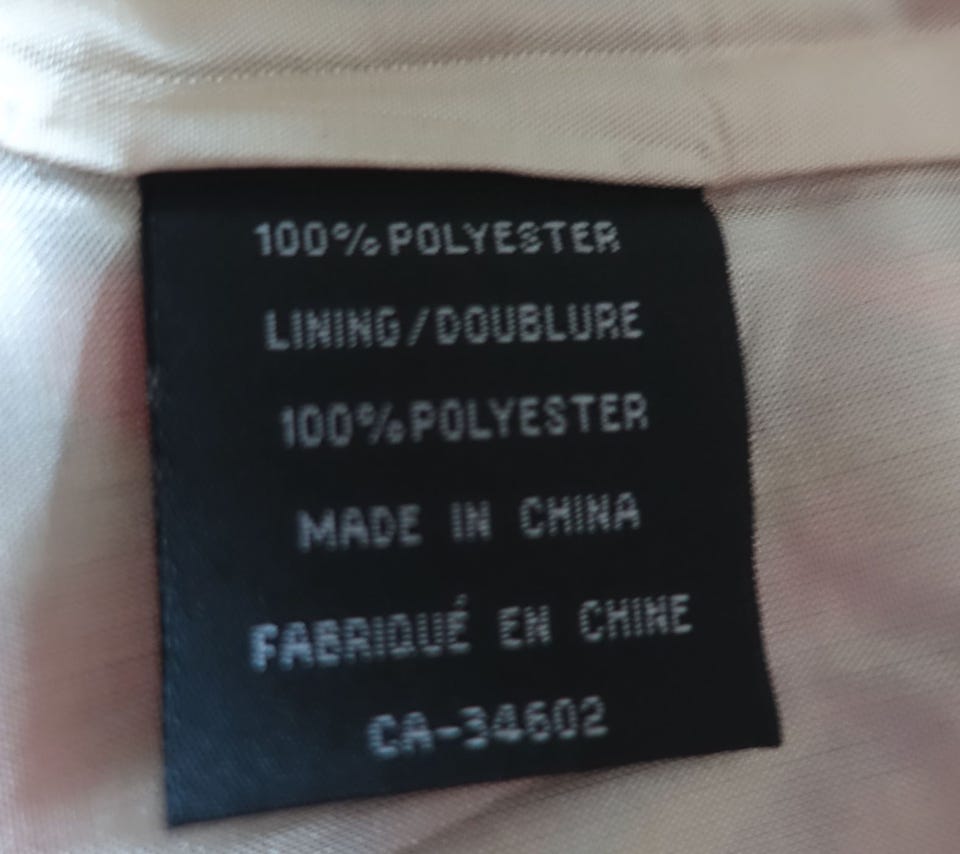 100% POLYESTER
LINING/DOUBLURE
100% POLYESTER
MADE IN CHINA
FABRIQUÉ EN CHINE
CA-34602